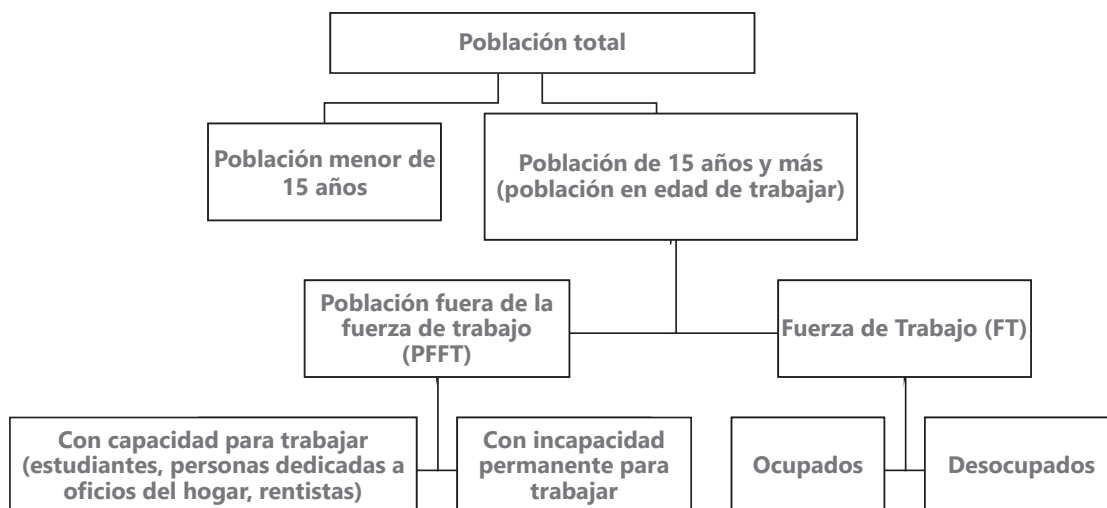 Población total
Población menor de
15 años
Población de 15 años y más
(población en edad de trabajar)
Población fuera de la
fuerza de trabajo
(PFFT)
Fuerza de Trabajo (FT)
Con capacidad para trabajar
(estudiantes, personas dedicadas a
oficios del hogar, rentistas)
Con incapacidad
permanente para
trabajar
Ocupados
Desocupados